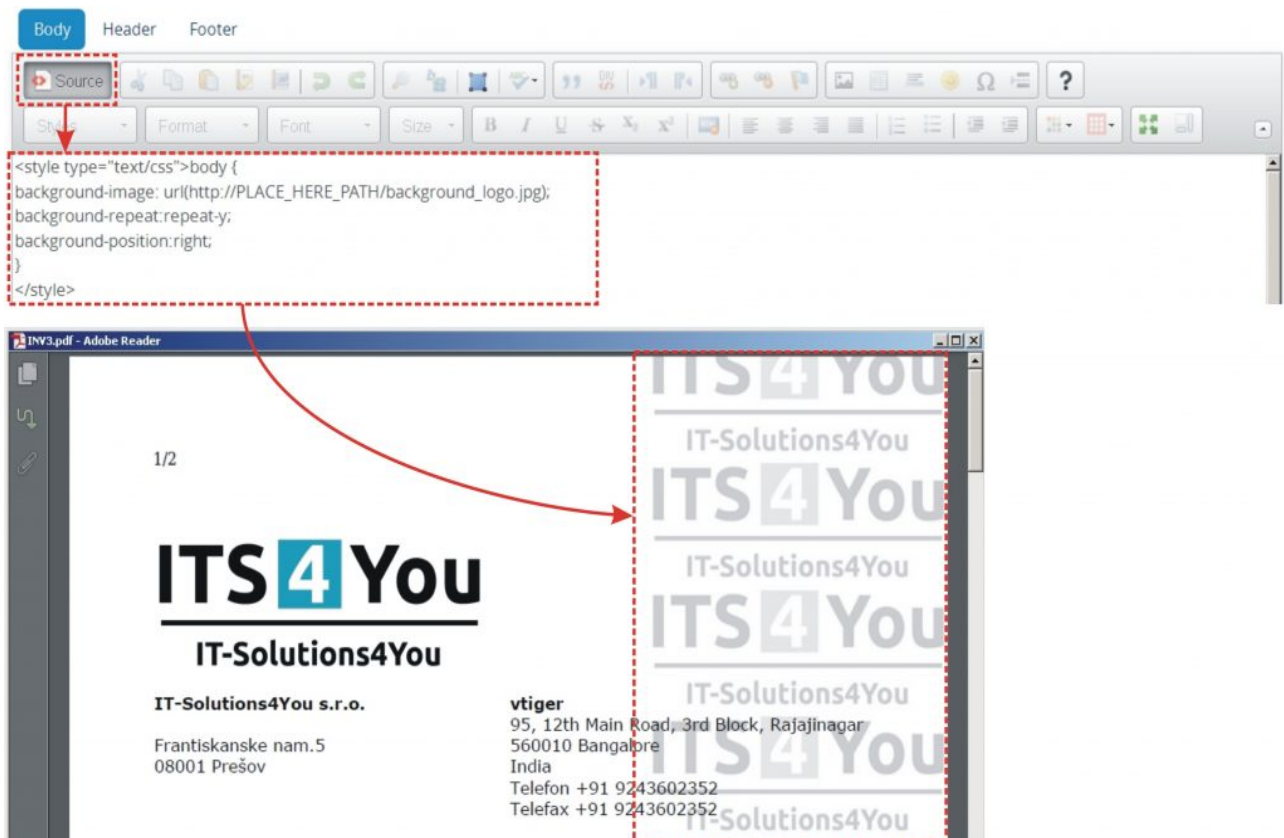 Body Header Footer
Source
Styles Format Font Size B I U S X₂ X² Ω ?
<style type="text/css">body {
background-image: url(http://PLACE_HERE_PATH/background_logo.jpg);
background-repeat:repeat-y;
background-position:right;
}
</style>
INV3.pdf - Adobe Reader
ITS 4 You
IT-Solutions4You
1/2
ITS 4 You
IT-Solutions4You
ITS 4 You
IT-Solutions4You
ITS 4 You
IT-Solutions4You
IT-Solutions4You s.r.o.
Frantiskanske nam.5
08001 Prešov
vtiger
95, 12th Main Road, 3rd Block, Rajajinagar
560010 Bangalore
India
Telefon +91 9243602352
Telefax +91 9243602352
ITS 4 You
IT-Solutions4You